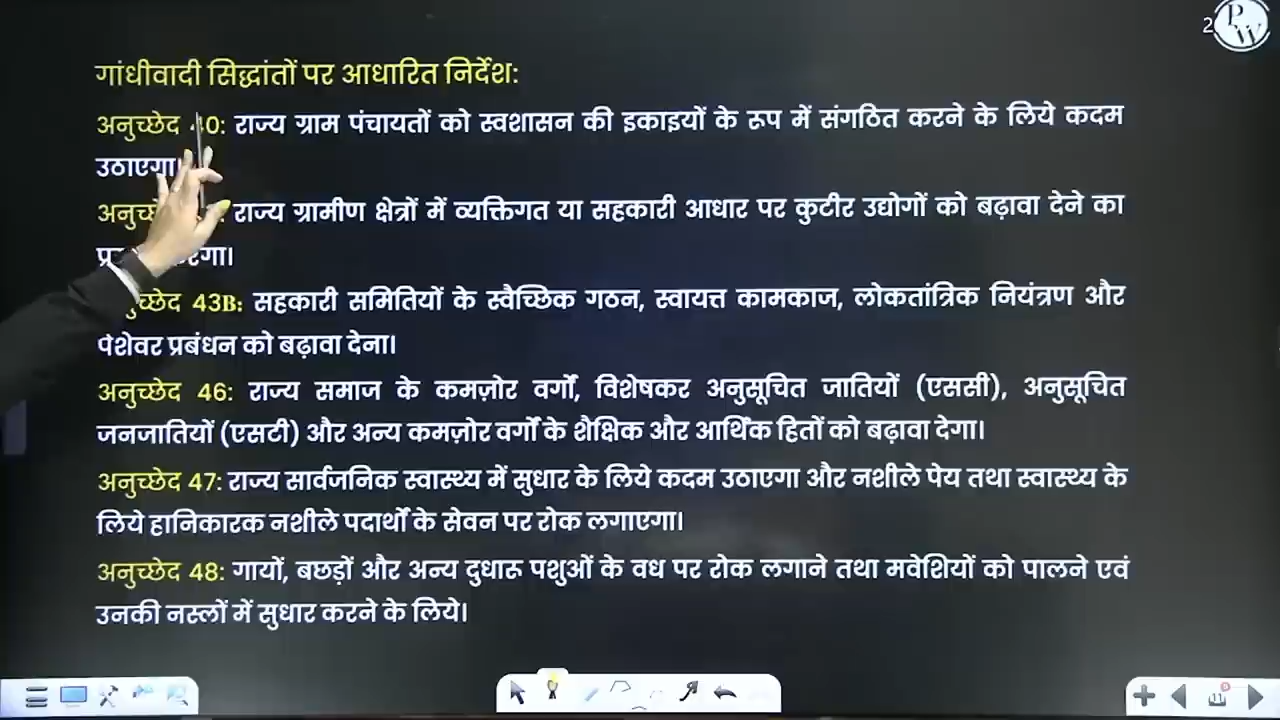 2
PW
गांधीवादी सिद्धांतों पर आधारित निर्देश:
अनुच्छेद 40: राज्य ग्राम पंचायतों को स्वशासन की इकाइयों के रूप में संगठित करने के लिये कदम
उठाएगा।
राज्य ग्रामीण क्षेत्रों में व्यक्तिगत या सहकारी आधार पर कुटीर उद्योगों को बढ़ावा देने का
अनुच्छेद 43B: सहकारी समितियों के स्वैच्छिक गठन, स्वायत्त कामकाज, लोकतांत्रिक नियंत्रण और
पेशेवर प्रबंधन को बढ़ावा देना।
अनुच्छेद 46: राज्य समाज के कमज़ोर वर्गों, विशेषकर अनुसूचित जातियों (एससी), अनुसूचित
जनजातियों (एसटी) और अन्य कमज़ोर वर्गों के शैक्षिक और आर्थिक हितों को बढ़ावा देगा।
अनुच्छेद 47: राज्य सार्वजनिक स्वास्थ्य में सुधार के लिये कदम उठाएगा और नशीले पेय तथा स्वास्थ्य के
लिये हानिकारक नशीले पदार्थों के सेवन पर रोक लगाएगा।
अनुच्छेद 48: गायों, बछड़ों और अन्य दुधारू पशुओं के वध पर रोक लगाने तथा मवेशियों को पालने एवं
उनकी नस्लों में सुधार करने के लिये।
11